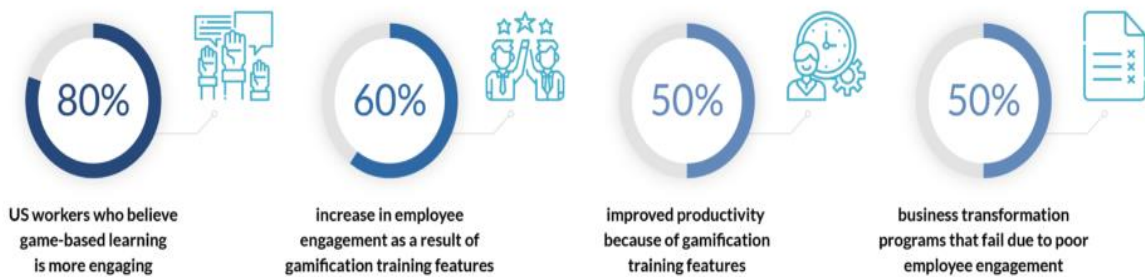 80%
US workers who believe
game-based learning
is more engaging
60%
increase in employee
engagement as a result of
gamification training features
50%
improved productivity
because of gamification
training features
50%
business transformation
programs that fail due to poor
employee engagement